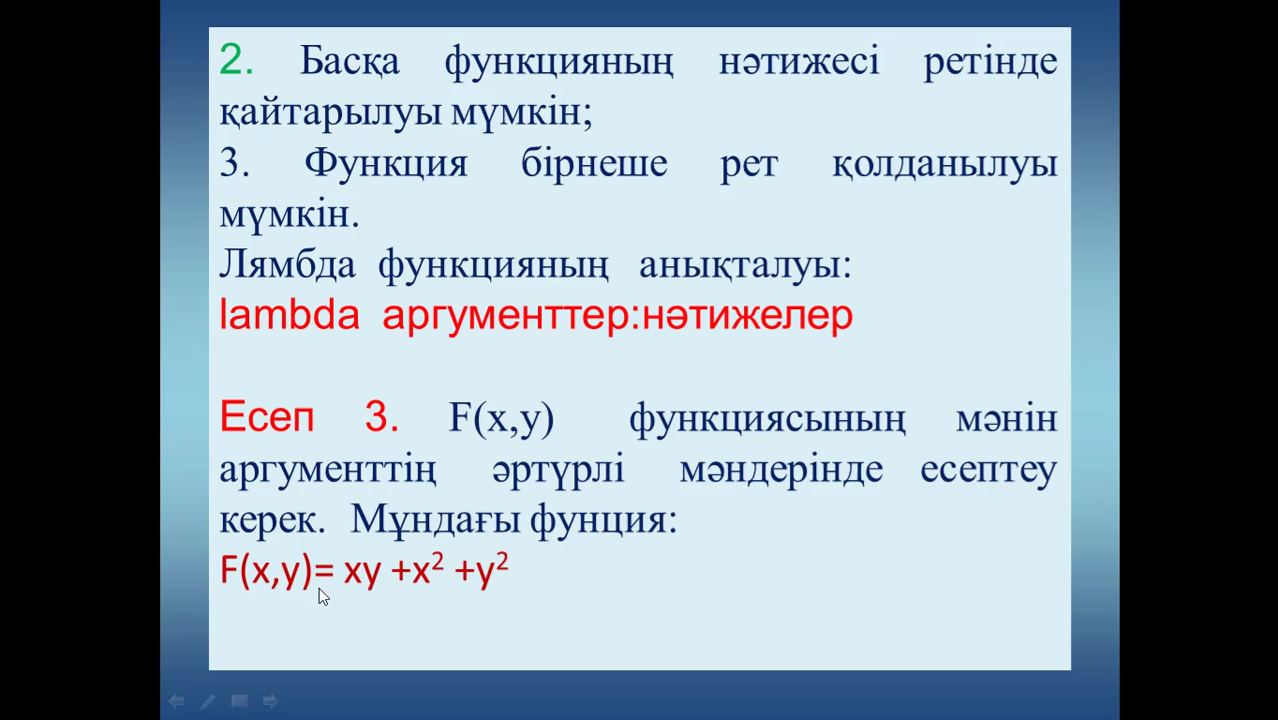 2. Басқа функцияның нәтижесі ретінде
қайтарылуы мүмкін;
3. Функция бірнеше рет қолданылуы
мүмкін.
Лямбда функцияның анықталуы:
lambda аргументтер:нәтижелер
Есеп 3. F(x,y) функциясының мәнін
аргументтің әртүрлі мәндерінде есептеу
керек. Мұндағы фунция:
F(x,y)= xy +x² +y²